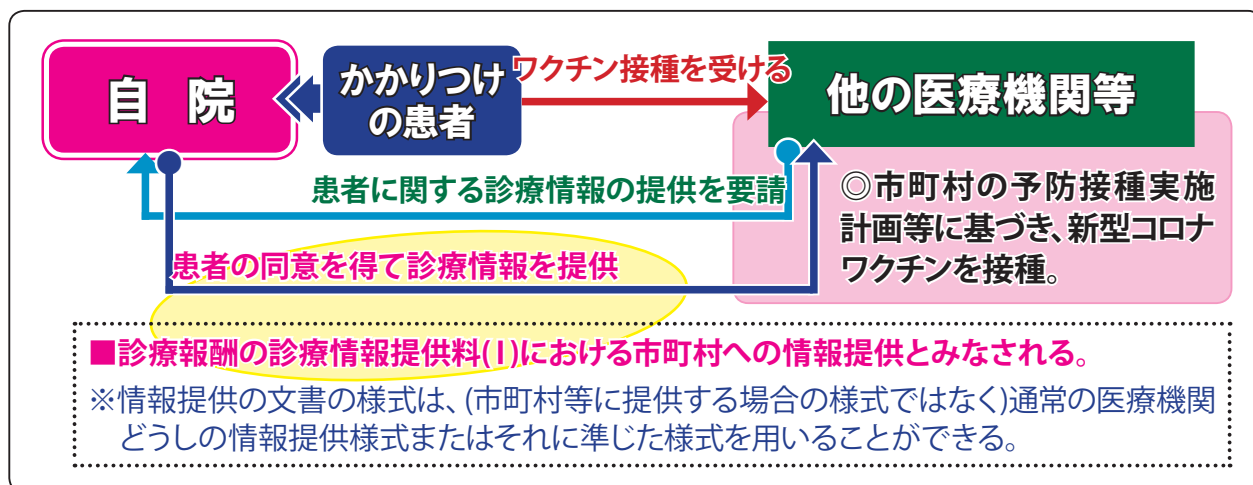 自 院
かかりつけ
の患者
ワクチン接種を受ける
他の医療機関等
患者に関する診療情報の提供を要請
◎市町村の予防接種実施
計画等に基づき、新型コロナ
ワクチンを接種。
患者の同意を得て診療情報を提供
■診療報酬の診療情報提供料(I)における市町村への情報提供とみなされる。
※情報提供の文書の様式は、(市町村等に提供する場合の様式ではなく)通常の医療機関
どうしの情報提供様式またはそれに準じた様式を用いることができる。